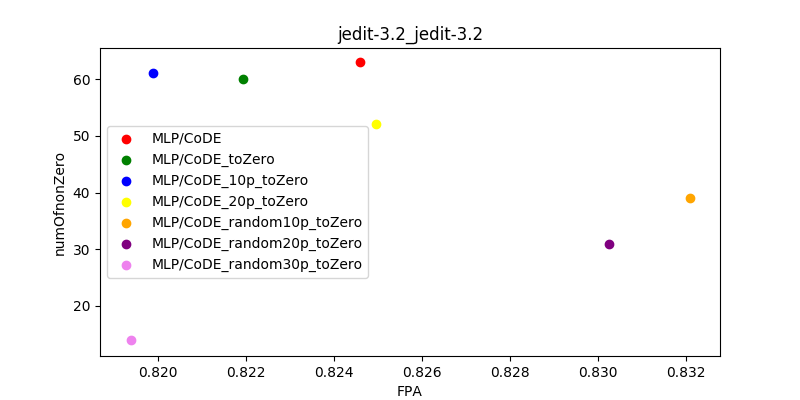 jedit-3.2_jedit-3.2
numOfnonZero
60
50
40
30
20
MLP/CoDE
MLP/CoDE_toZero
MLP/CoDE_10p_toZero
MLP/CoDE_20p_toZero
MLP/CoDE_random10p_toZero
MLP/CoDE_random20p_toZero
MLP/CoDE_random30p_toZero
0.820 0.822 0.824 0.826 0.828 0.830 0.832
FPA